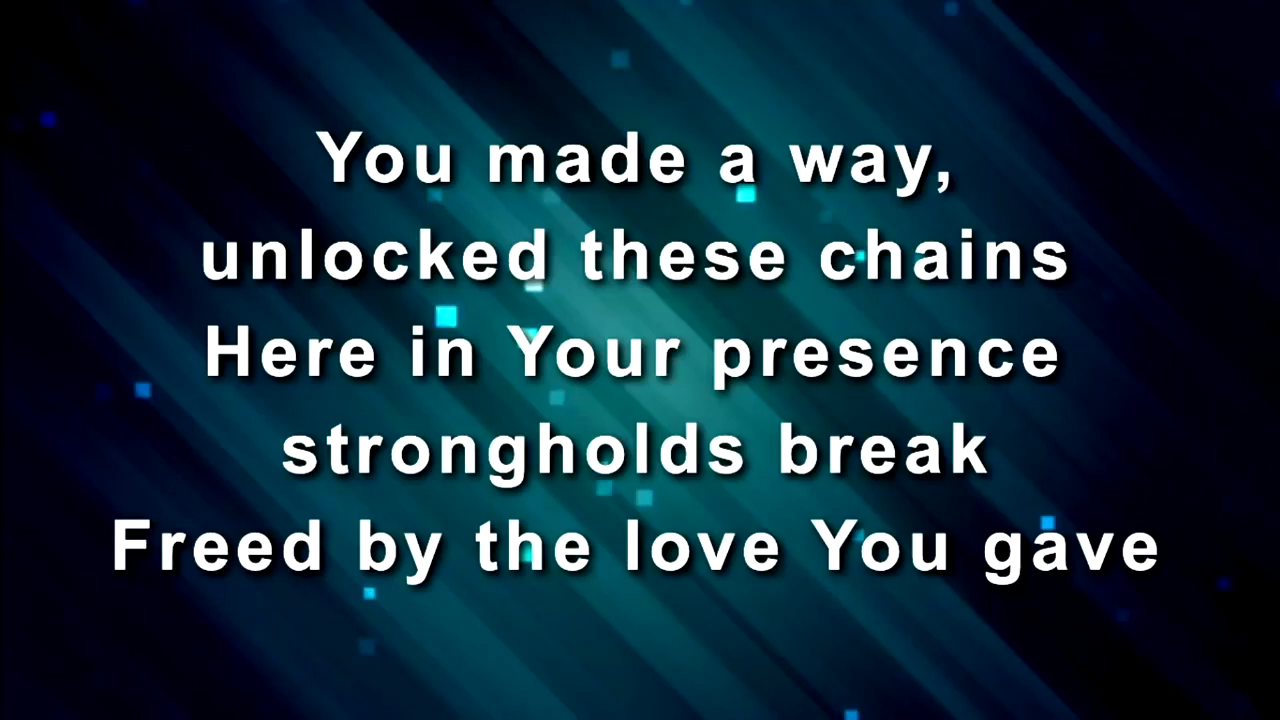 You made a way,
unlocked these chains
Here in Your presence
strongholds break
Freed by the love You gave